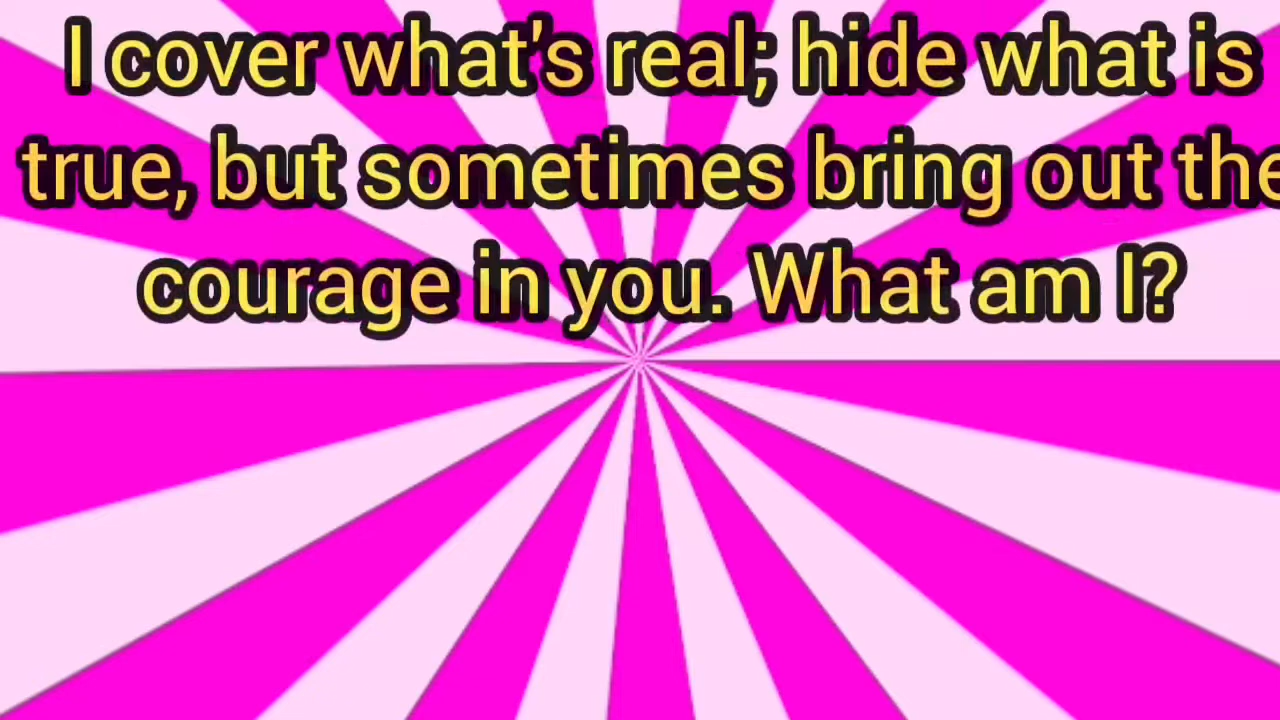 I cover what's real; hide what is
true, but sometimes bring out the
courage in you. What am I?